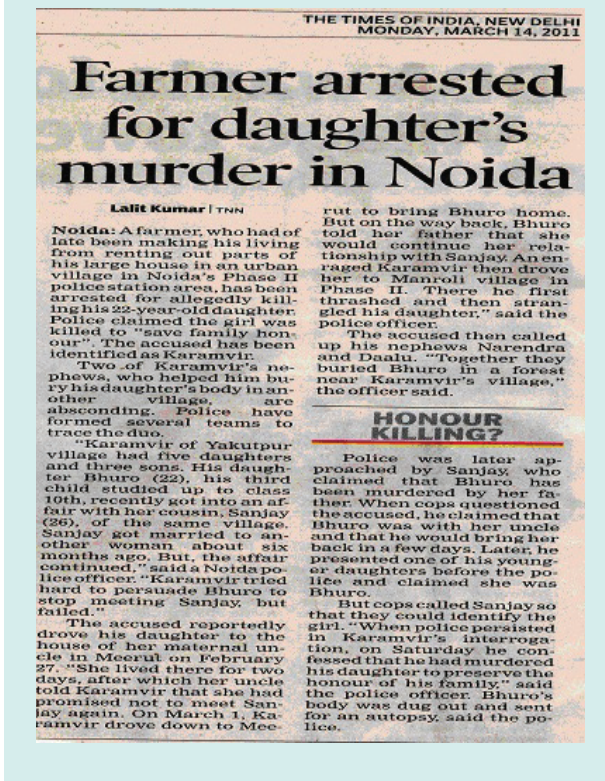 THE TIMES OF INDIA, NEW DELHI
MONDAY, MARCH 14, 2011
Farmer arrested
for daughter's
murder in Noida
Lalit Kumar | TNN
Noida: A farmer, who had of
late been making his living
from renting out parts of
his large house in an urban
village in Noida's Phase II
police station area, has been
arrested for allegedly kill-
ing his 22-year-old daughter.
Police claimed the girl was
killed to "save family hon-
our". The accused has been
identified as Karamvir.
Two of Karamvir's ne-
phews, who helped him bu-
ry his daughter's body in an-
other village, are
absconding. Police have
formed several teams to
trace the duo.
"Karamvir of Yakutpur
village had five daughters
and three sons. His daugh-
ter Bhuro (22), his third
child studied up to class
10th, recently got into an af-
fair with her cousin, Sanjay
(26), of the same village.
Sanjay got married to an-
other woman about six
months ago. But, the affair
continued," said a Noida po-
lice officer. "Karamvir tried
hard to persuade Bhuro to
stop meeting Sanjay, but
failed."
The accused reportedly
drove his daughter to the
house of her maternal un-
cle in Meerut on February
27. "She lived there for two
days, after which her uncle
told Karamvir that she had
promised not to meet San-
jay again. On March 1, Ka-
ramvir drove down to Mee-
rut to bring Bhuro home.
But on the way back, Bhuro
told her father that she
would continue her rela-
tionship with Sanjay. An en-
raged Karamvir then drove
her to Manroli village in
Phase II. There he first
thrashed and then stran-
gled his daughter," said the
police officer.
The accused then called
up his nephews Narendra
and Daalu. "Together they
buried Bhuro in a forest
near Karamvir's village,"
the officer said.
HONOUR
KILLING?
Police was later ap-
proached by Sanjay, who
claimed that Bhuro has
been murdered by her fa-
ther. When cops questioned
the accused, he claimed that
Bhuro was with her uncle
and that he would bring her
back in a few days. Later, he
presented one of his young-
er daughters before the po-
lice and claimed she was
Bhuro.
But cops called Sanjay so
that they could identify the
girl. "When police persisted
in Karamvir's interroga-
tion, on Saturday he con-
fessed that he had murdered
his daughter to preserve the
honour of his family," said
the police officer. Bhuro's
body was dug out and sent
for an autopsy, said the po-
lice.